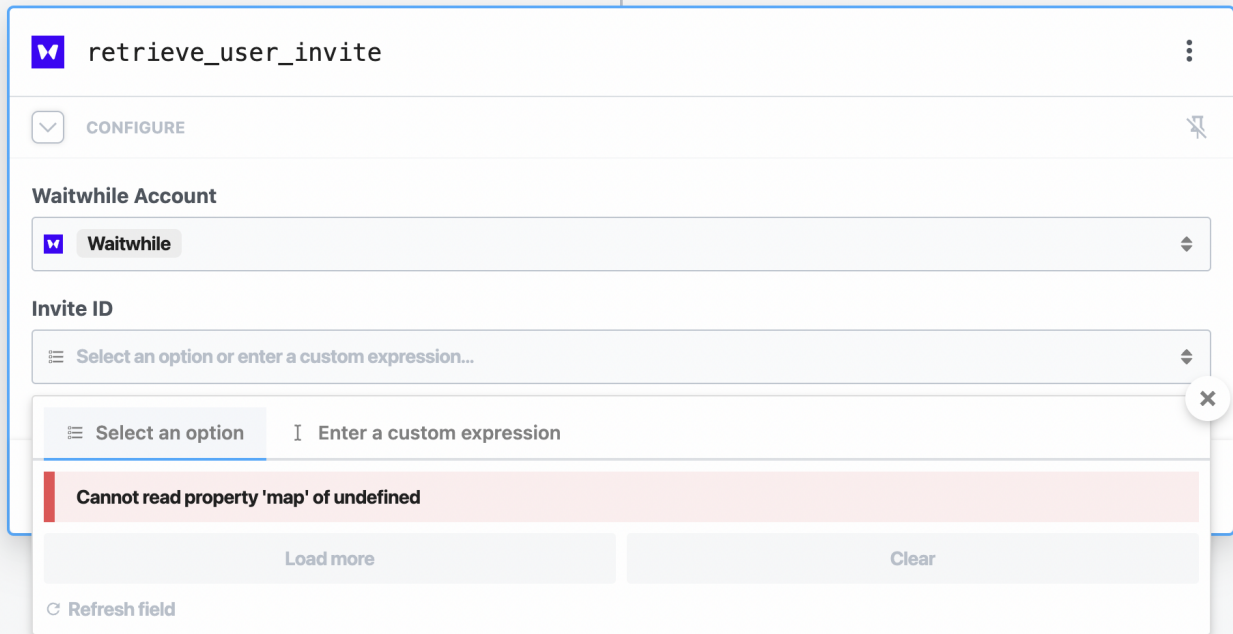 retrieve_user_invite
CONFIGURE
Waitwhile Account
Waitwhile
Invite ID
Select an option or enter a custom expression...
Select an option Enter a custom expression
Cannot read property 'map' of undefined
Load more Clear
Refresh field